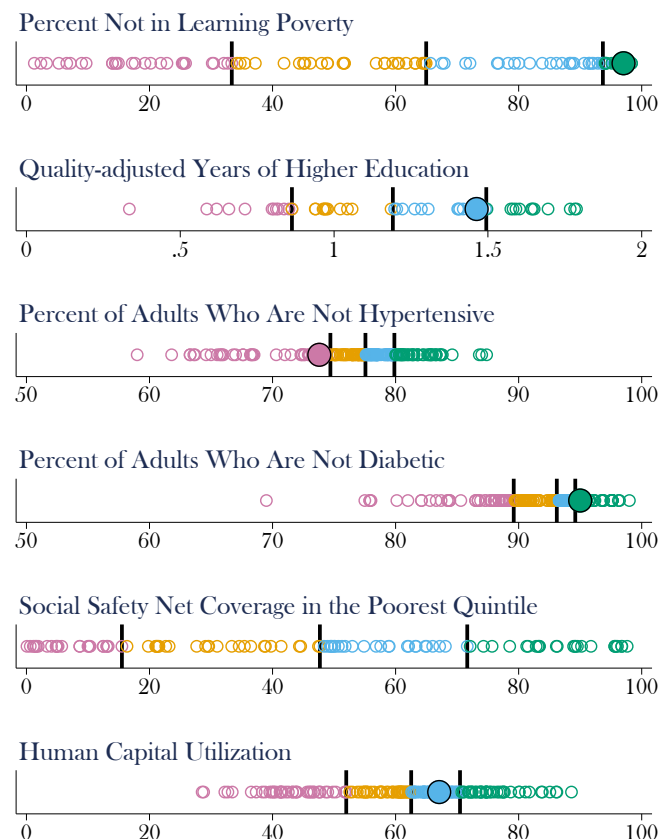 Percent Not in Learning Poverty
0 20 40 60 80 100
Quality-adjusted Years of Higher Education
0 .5 1 1.5 2
Percent of Adults Who Are Not Hypertensive
50 60 70 80 90 100
Percent of Adults Who Are Not Diabetic
50 60 70 80 90 100
Social Safety Net Coverage in the Poorest Quintile
0 20 40 60 80 100
Human Capital Utilization
0 20 40 60 80 100